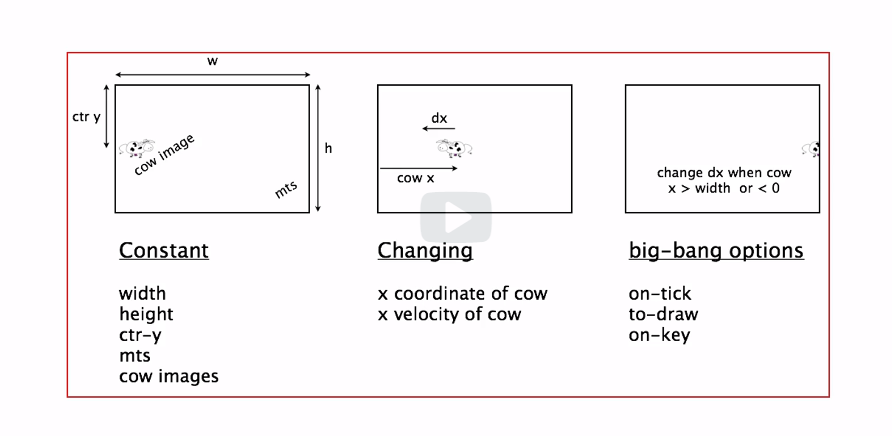 w
ctr y
cow image
mts
h
dx
cow x
change dx when cow
x > width or < 0
Constant
width
height
ctr-y
mts
cow images
Changing
x coordinate of cow
x velocity of cow
big-bang options
on-tick
to-draw
on-key